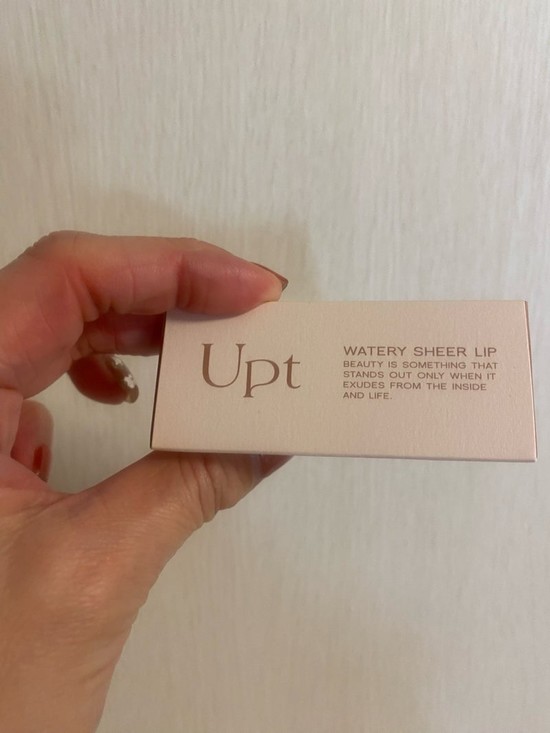 Upt
WATERY SHEER LIP
BEAUTY IS SOMETHING THAT
STANDS OUT ONLY WHEN IT
EXUDES FROM THE INSIDE
AND LIFE.